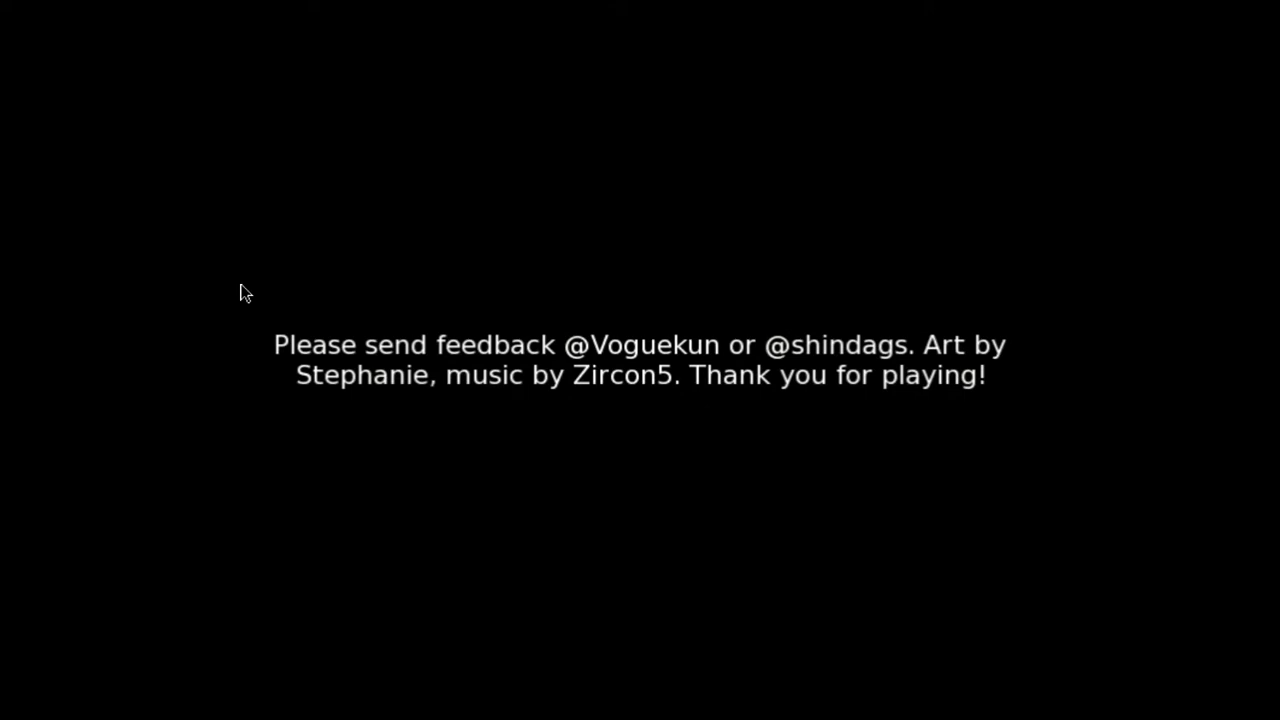 Please send feedback @Voguekun or @shindags. Art by
Stephanie, music by Zircon5. Thank you for playing!